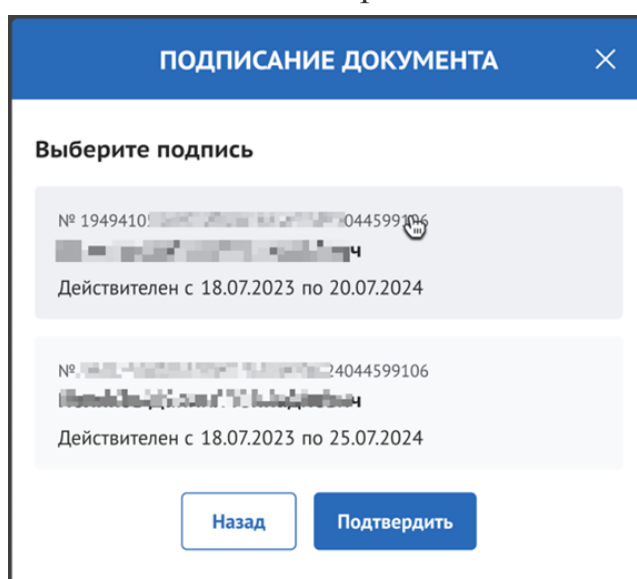 ПОДПИСАНИЕ ДОКУМЕНТА
Выберите подпись
№ 1949410 044599106
Действителен с 18.07.2023 по 20.07.2024
№ 24044599106
Действителен с 18.07.2023 по 25.07.2024
Назад Подтвердить